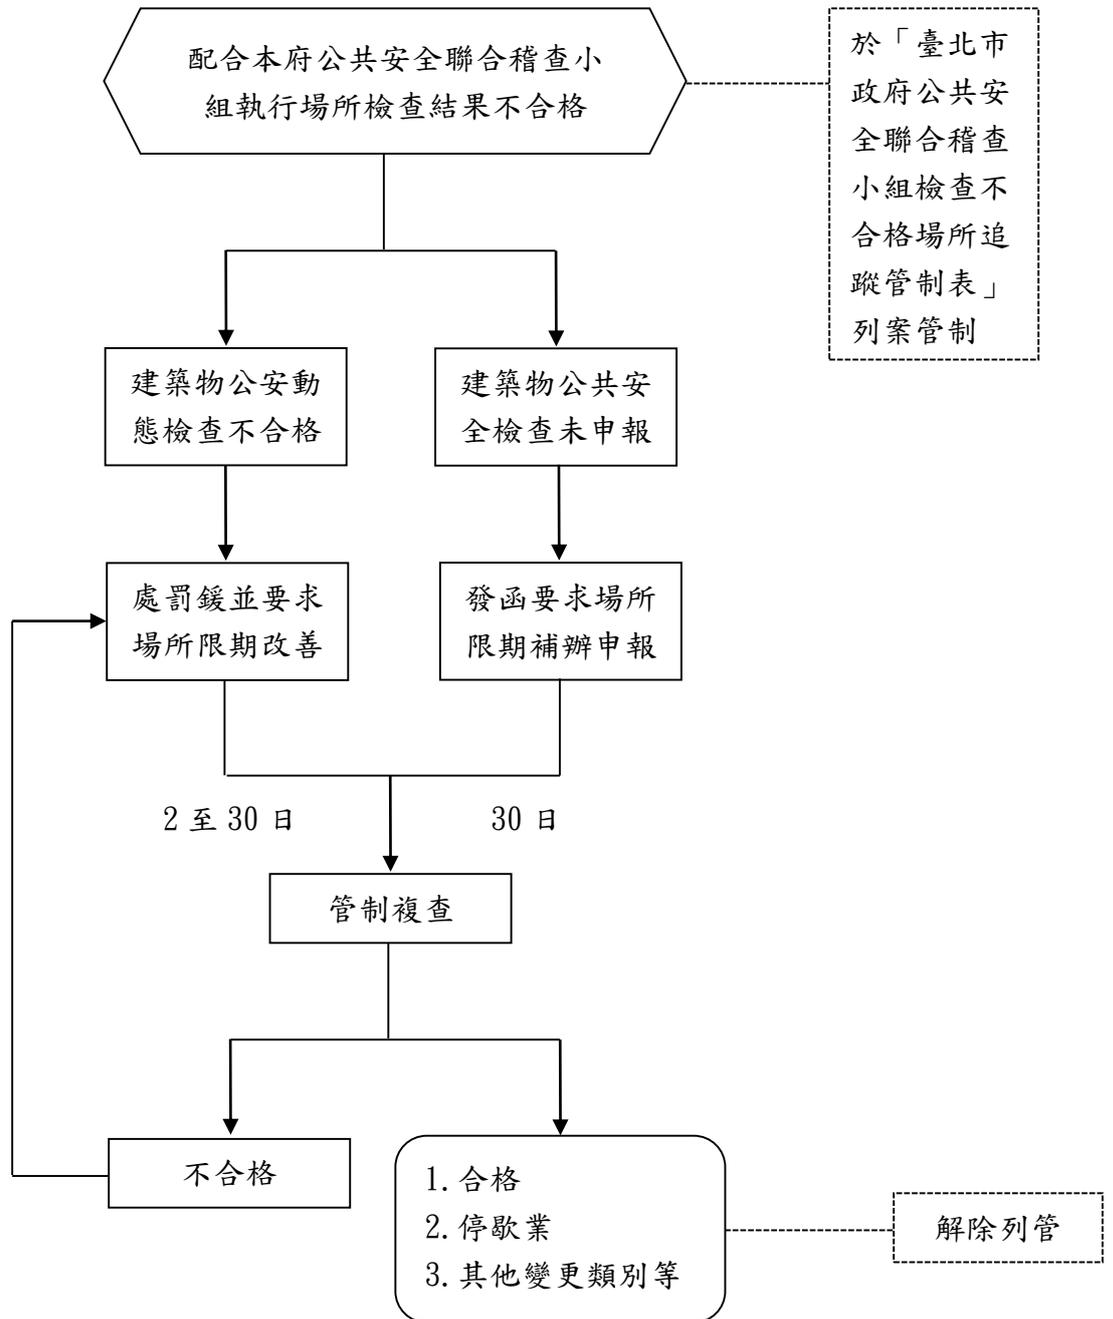 配合本府公共安全聯合稽查小
組執行場所檢查結果不合格
於「臺北市
政府公共安
全聯合稽查
小組檢查不
合格場所追
蹤管制表」
列案管制
建築物公安動
態檢查不合格
建築物公共安
全檢查未申報
處罰鍰並要求
場所限期改善
發函要求場所
限期補辦申報
2 至 30 日
30 日
管制複查
不合格
1. 合格
2. 停歇業
3. 其他變更類別等
解除列管